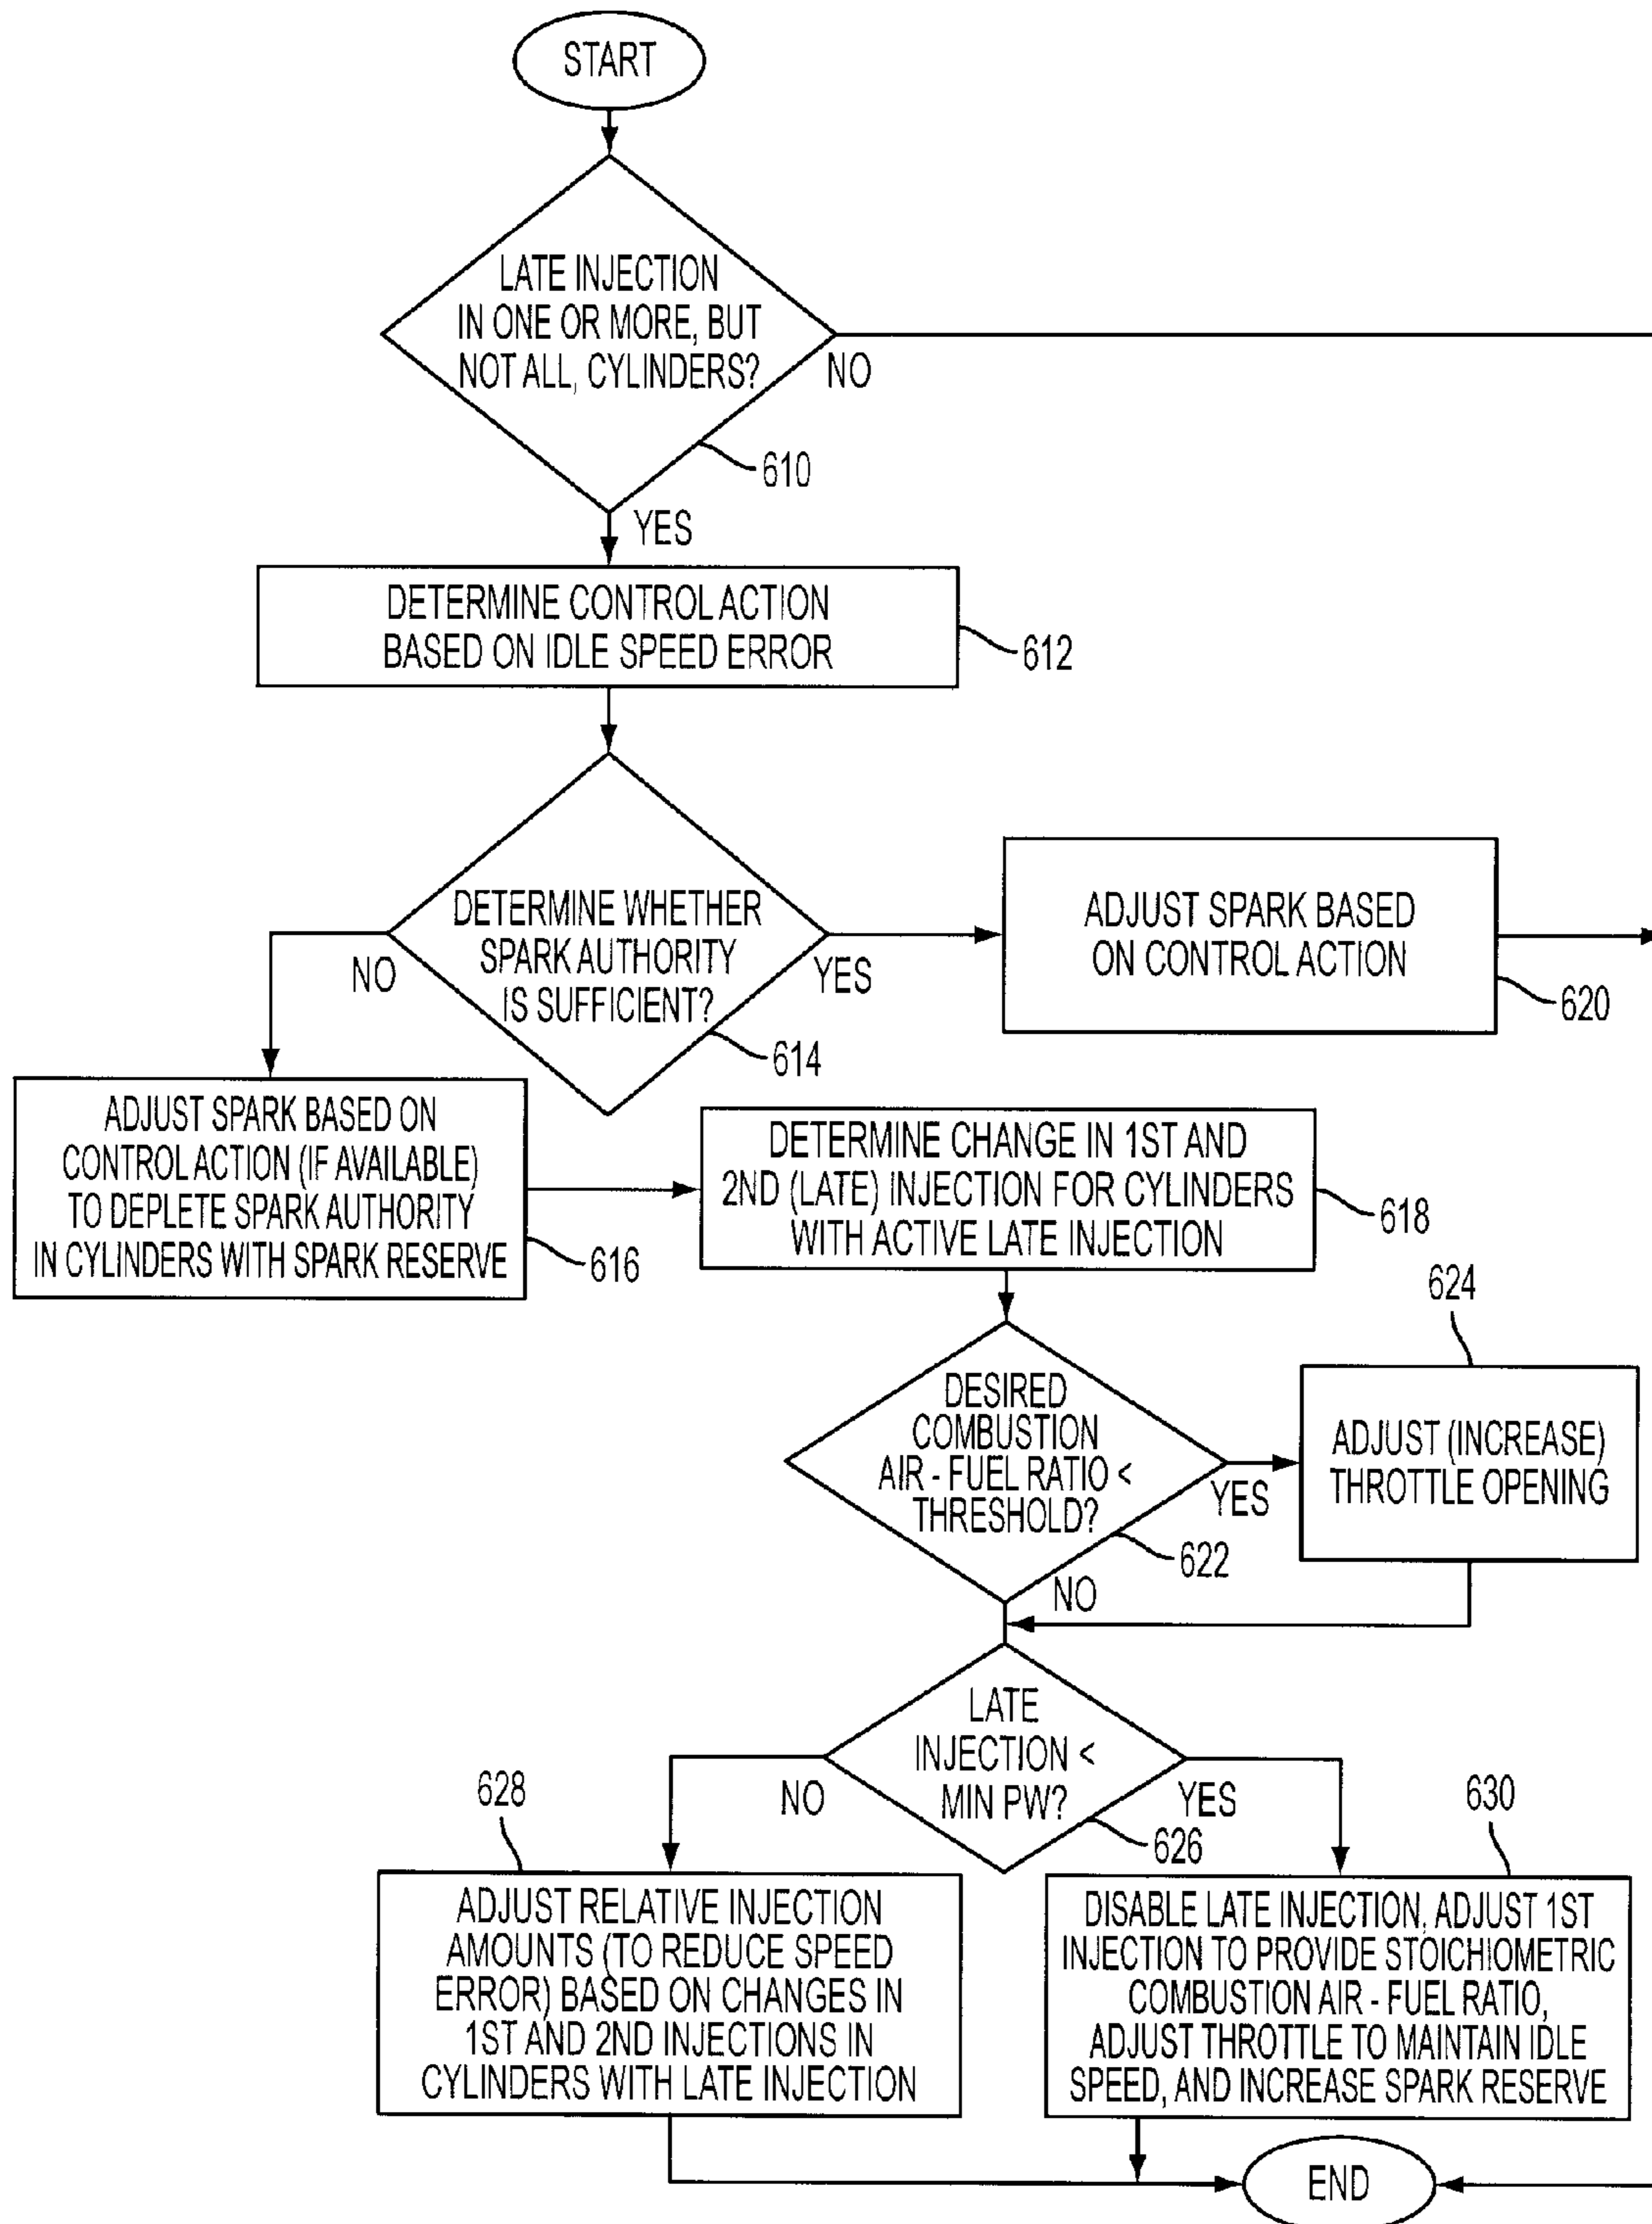 START
LATE INJECTION
IN ONE OR MORE, BUT
NOT ALL, CYLINDERS?
NO
610
YES
DETERMINE CONTROL ACTION
BASED ON IDLE SPEED ERROR
612
DETERMINE WHETHER
SPARK AUTHORITY
IS SUFFICIENT?
NO
YES
614
ADJUST SPARK BASED
ON CONTROL ACTION
620
ADJUST SPARK BASED ON
CONTROL ACTION (IF AVAILABLE)
TO DEPLETE SPARK AUTHORITY
IN CYLINDERS WITH SPARK RESERVE
616
DETERMINE CHANGE IN 1ST AND
2ND (LATE) INJECTION FOR CYLINDERS
WITH ACTIVE LATE INJECTION
618
DESIRED
COMBUSTION
AIR - FUEL RATIO <
THRESHOLD?
YES
622
NO
624
ADJUST (INCREASE)
THROTTLE OPENING
LATE
INJECTION <
MIN PW?
NO
YES
626
628
ADJUST RELATIVE INJECTION
AMOUNTS (TO REDUCE SPEED
ERROR) BASED ON CHANGES IN
1ST AND 2ND INJECTIONS IN
CYLINDERS WITH LATE INJECTION
630
DISABLE LATE INJECTION, ADJUST 1ST
INJECTION TO PROVIDE STOICHIOMETRIC
COMBUSTION AIR - FUEL RATIO,
ADJUST THROTTLE TO MAINTAIN IDLE
SPEED, AND INCREASE SPARK RESERVE
END